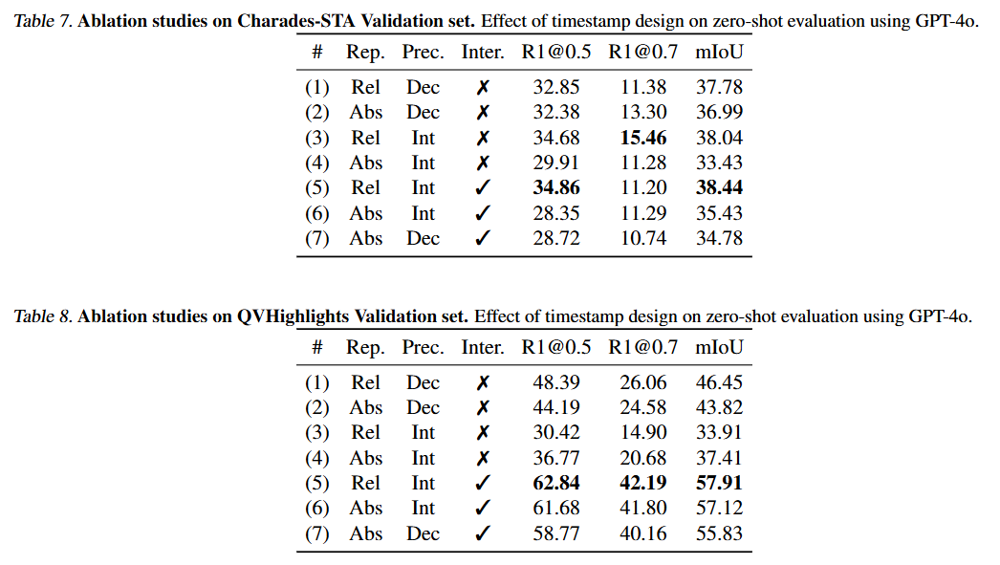 Table 7. Ablation studies on Charades-STA Validation set. Effect of timestamp design on zero-shot evaluation using GPT-4o.
# Rep. Prec. Inter. R1@0.5 R1@0.7 mIoU
(1) Rel Dec ✗ 32.85 11.38 37.78
(2) Abs Dec ✗ 32.38 13.30 36.99
(3) Rel Int ✗ 34.68 15.46 38.04
(4) Abs Int ✗ 29.91 11.28 33.43
(5) Rel Int ✓ 34.86 11.20 38.44
(6) Abs Int ✓ 28.35 11.29 35.43
(7) Abs Dec ✓ 28.72 10.74 34.78
Table 8. Ablation studies on QVHighlights Validation set. Effect of timestamp design on zero-shot evaluation using GPT-4o.
# Rep. Prec. Inter. R1@0.5 R1@0.7 mIoU
(1) Rel Dec ✗ 48.39 26.06 46.45
(2) Abs Dec ✗ 44.19 24.58 43.82
(3) Rel Int ✗ 30.42 14.90 33.91
(4) Abs Int ✗ 36.77 20.68 37.41
(5) Rel Int ✓ 62.84 42.19 57.91
(6) Abs Int ✓ 61.68 41.80 57.12
(7) Abs Dec ✓ 58.77 40.16 55.83